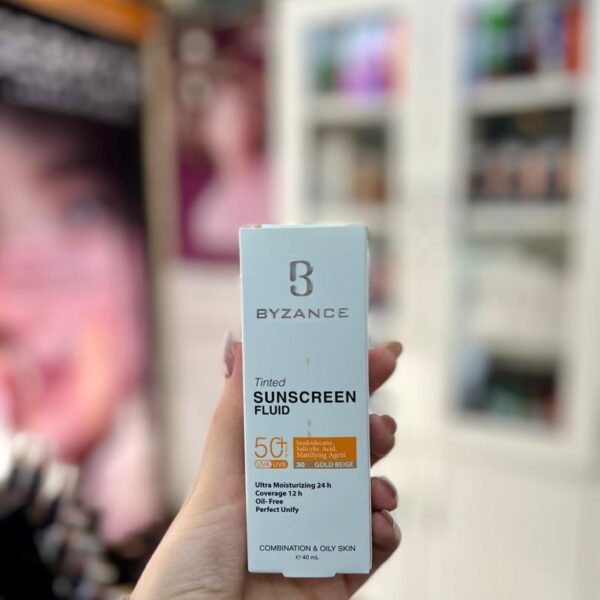 B
BYZANCE
Tinted
SUNSCREEN
FLUID
50+
UVA UVB
Isododecane,
Salicylic Acid,
Mattifying Agent
30 GOLD BEIGE
Ultra Moisturizing 24 h
Coverage 12 h
Oil- Free
Perfect Unify
COMBINATION & OILY SKIN
℮ 40 mL